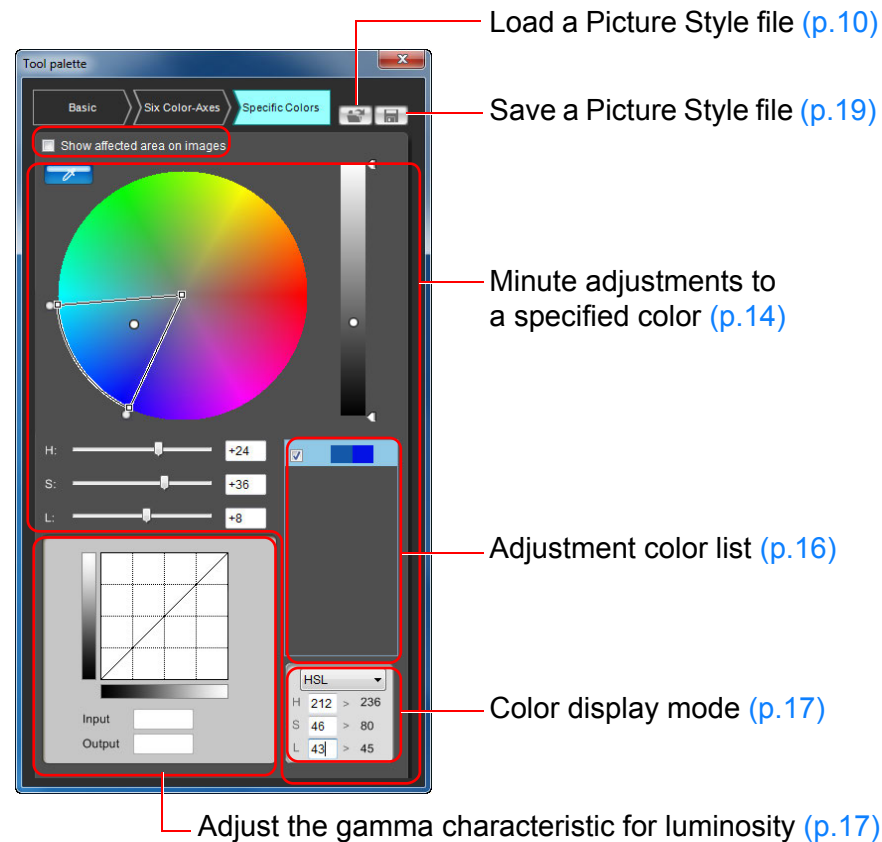 Load a Picture Style file (p.10)
Tool palette
Basic
Six Color-Axes
Specific Colors
Save a Picture Style file (p.19)
Show affected area on images
Minute adjustments to
a specified color (p.14)
H: +24
S: +36
L: +8
Adjustment color list (p.16)
HSL
H 212 > 236
S 46 > 80
L 43 > 45
Color display mode (p.17)
Input
Output
Adjust the gamma characteristic for luminosity (p.17)